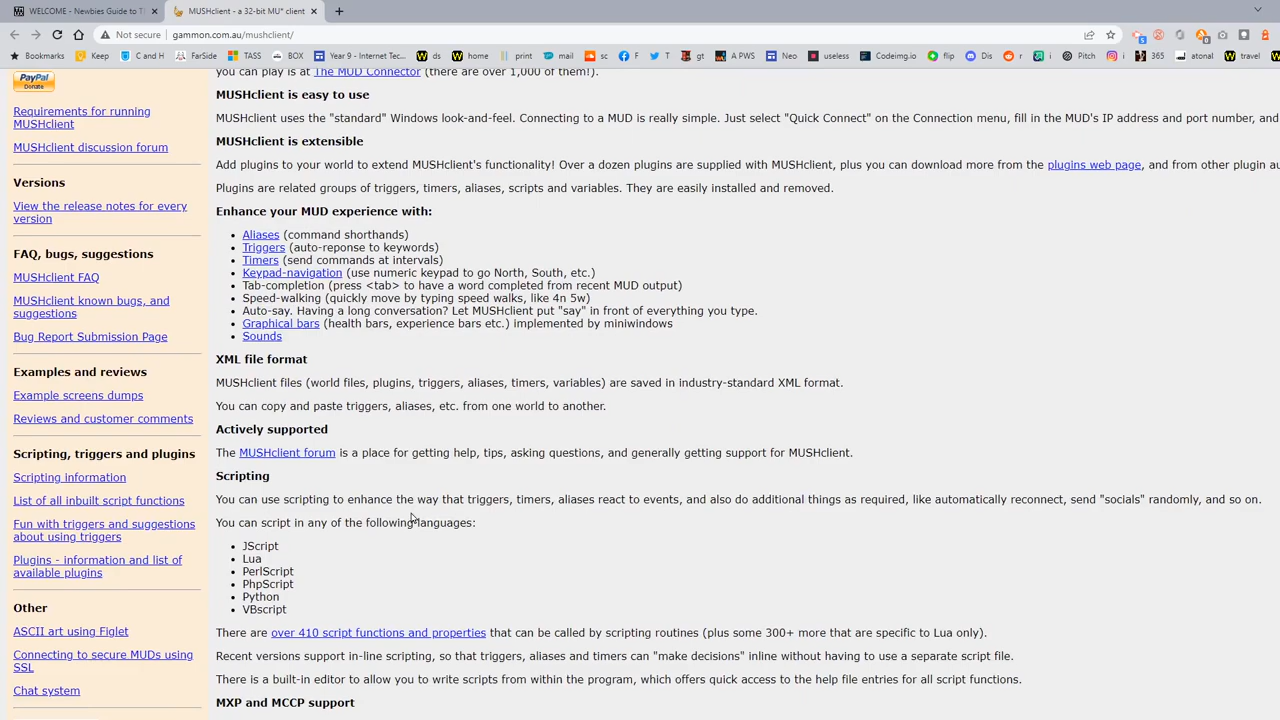 WELCOME - Newbies Guide to T
MUSHclient - a 32-bit MU* client
Not secure
gammon.com.au/mushclient/
Bookmarks
Keep
C and H
FarSide
TASS
BOX
Year 9 - Internet Tec...
home
print
mail
sc
F
T
gt
A PWS
Neo
useless
Codeimg.io
flip
Dis
r
i
Pitch
I
365
atonal
travel
PayPal
Donate
Requirements for running
MUSHclient
MUSHclient discussion forum
Versions
View the release notes for every
version
FAQ, bugs, suggestions
MUSHclient FAQ
MUSHclient known bugs, and
suggestions
Bug Report Submission Page
Examples and reviews
Example screens dumps
Reviews and customer comments
Scripting, triggers and plugins
Scripting information
List of all inbuilt script functions
Fun with triggers and suggestions
about using triggers
Plugins - information and list of
available plugins
Other
ASCII art using Figlet
Connecting to secure MUDs using
SSL
Chat system
you can play is at The MUD Connector (there are over 1,000 of them!).
MUSHclient is easy to use
MUSHclient uses the "standard" Windows look-and-feel. Connecting to a MUD is really simple. Just select "Quick Connect" on the Connection menu, fill in the MUD's IP address and port number, and
MUSHclient is extensible
Add plugins to your world to extend MUSHclient's functionality! Over a dozen plugins are supplied with MUSHclient, plus you can download more from the plugins web page, and from other plugin au
Plugins are related groups of triggers, timers, aliases, scripts and variables. They are easily installed and removed.
Enhance your MUD experience with:
Aliases (command shorthands)
Triggers (auto-reponse to keywords)
Timers (send commands at intervals)
Keypad-navigation (use numeric keypad to go North, South, etc.)
Tab-completion (press <tab> to have a word completed from recent MUD output)
Speed-walking (quickly move by typing speed walks, like 4n 5w)
Auto-say. Having a long conversation? Let MUSHclient put "say" in front of everything you type.
Graphical bars (health bars, experience bars etc.) implemented by miniwindows
Sounds
XML file format
MUSHclient files (world files, plugins, triggers, aliases, timers, variables) are saved in industry-standard XML format.
You can copy and paste triggers, aliases, etc. from one world to another.
Actively supported
The MUSHclient forum is a place for getting help, tips, asking questions, and generally getting support for MUSHclient.
Scripting
You can use scripting to enhance the way that triggers, timers, aliases react to events, and also do additional things as required, like automatically reconnect, send "socials" randomly, and so on.
You can script in any of the following languages:
JScript
Lua
PerlScript
PhpScript
Python
VBscript
There are over 410 script functions and properties that can be called by scripting routines (plus some 300+ more that are specific to Lua only).
Recent versions support in-line scripting, so that triggers, aliases and timers can "make decisions" inline without having to use a separate script file.
There is a built-in editor to allow you to write scripts from within the program, which offers quick access to the help file entries for all script functions.
MXP and MCCP support